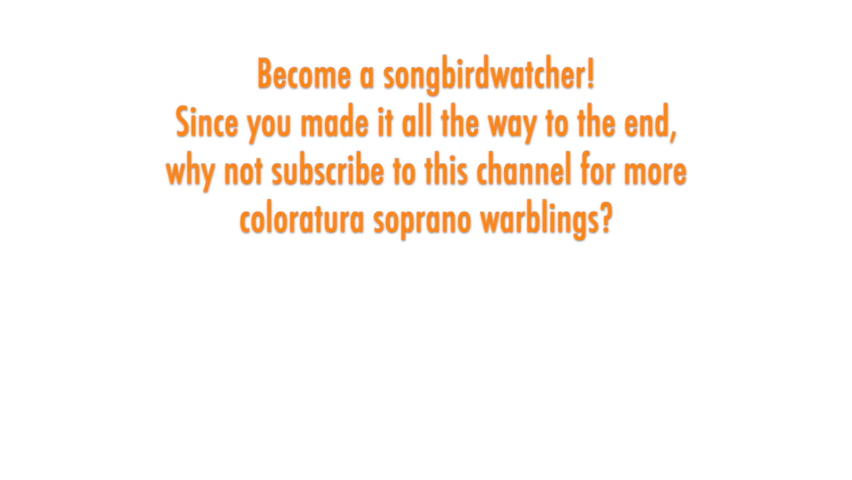 Become a songbirdwatcher!
Since you made it all the way to the end,
why not subscribe to this channel for more
coloratura soprano warblings?